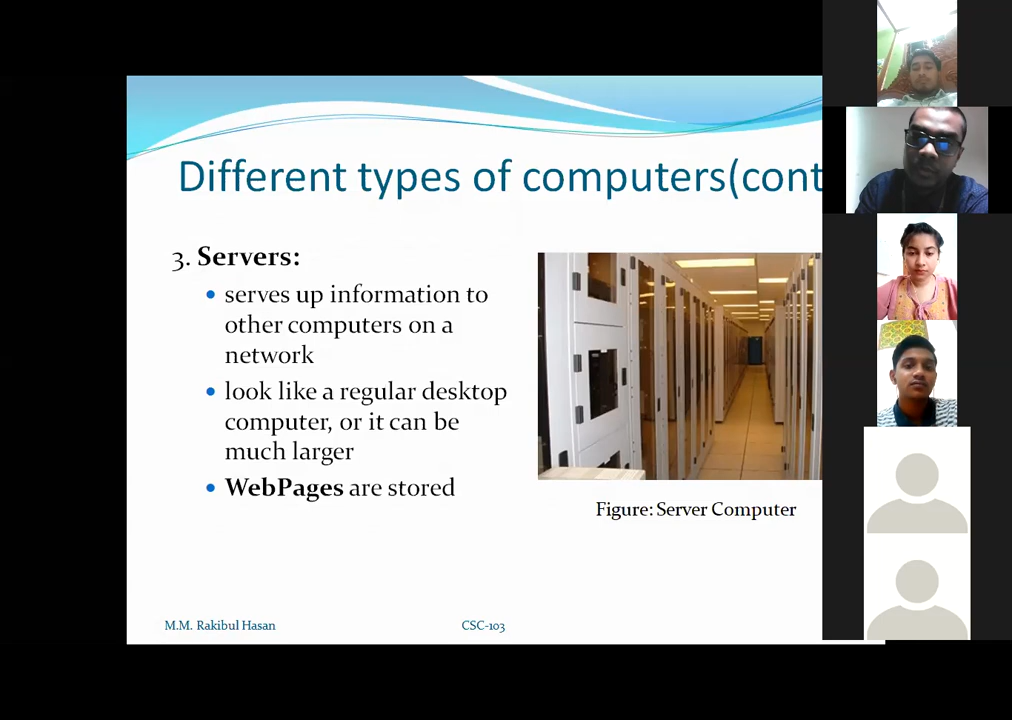 Different types of computers(cont
3. Servers:
• serves up information to
other computers on a
network
• look like a regular desktop
computer, or it can be
much larger
• WebPages are stored
Figure: Server Computer
M.M. Rakibul Hasan
CSC-103